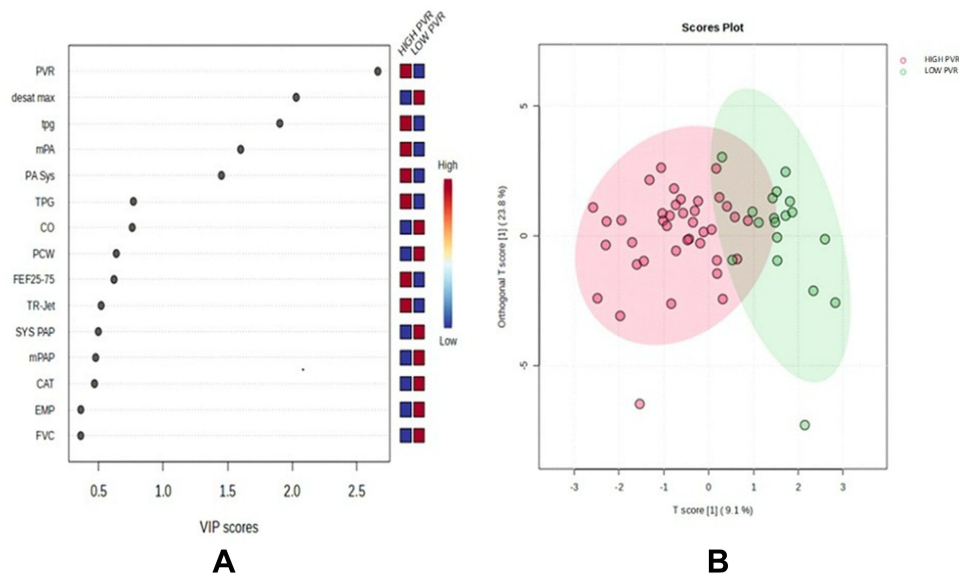 HIGH PVR
LOW PVR
PVR
desat max
tpg
mPA
PA Sys
TPG
CO
PCW
FEF25-75
TR-Jet
SYS PAP
mPAP
CAT
EMP
FVC
High
Low
0.5 1.0 1.5 2.0 2.5
VIP scores
A
Scores Plot
HIGH PVR
LOW PVR
Orthogonal T score [1] ( 23.8 %)
5
0
-5
-3 -2 -1 0 1 2 3
T score [1] ( 9.1 %)
B